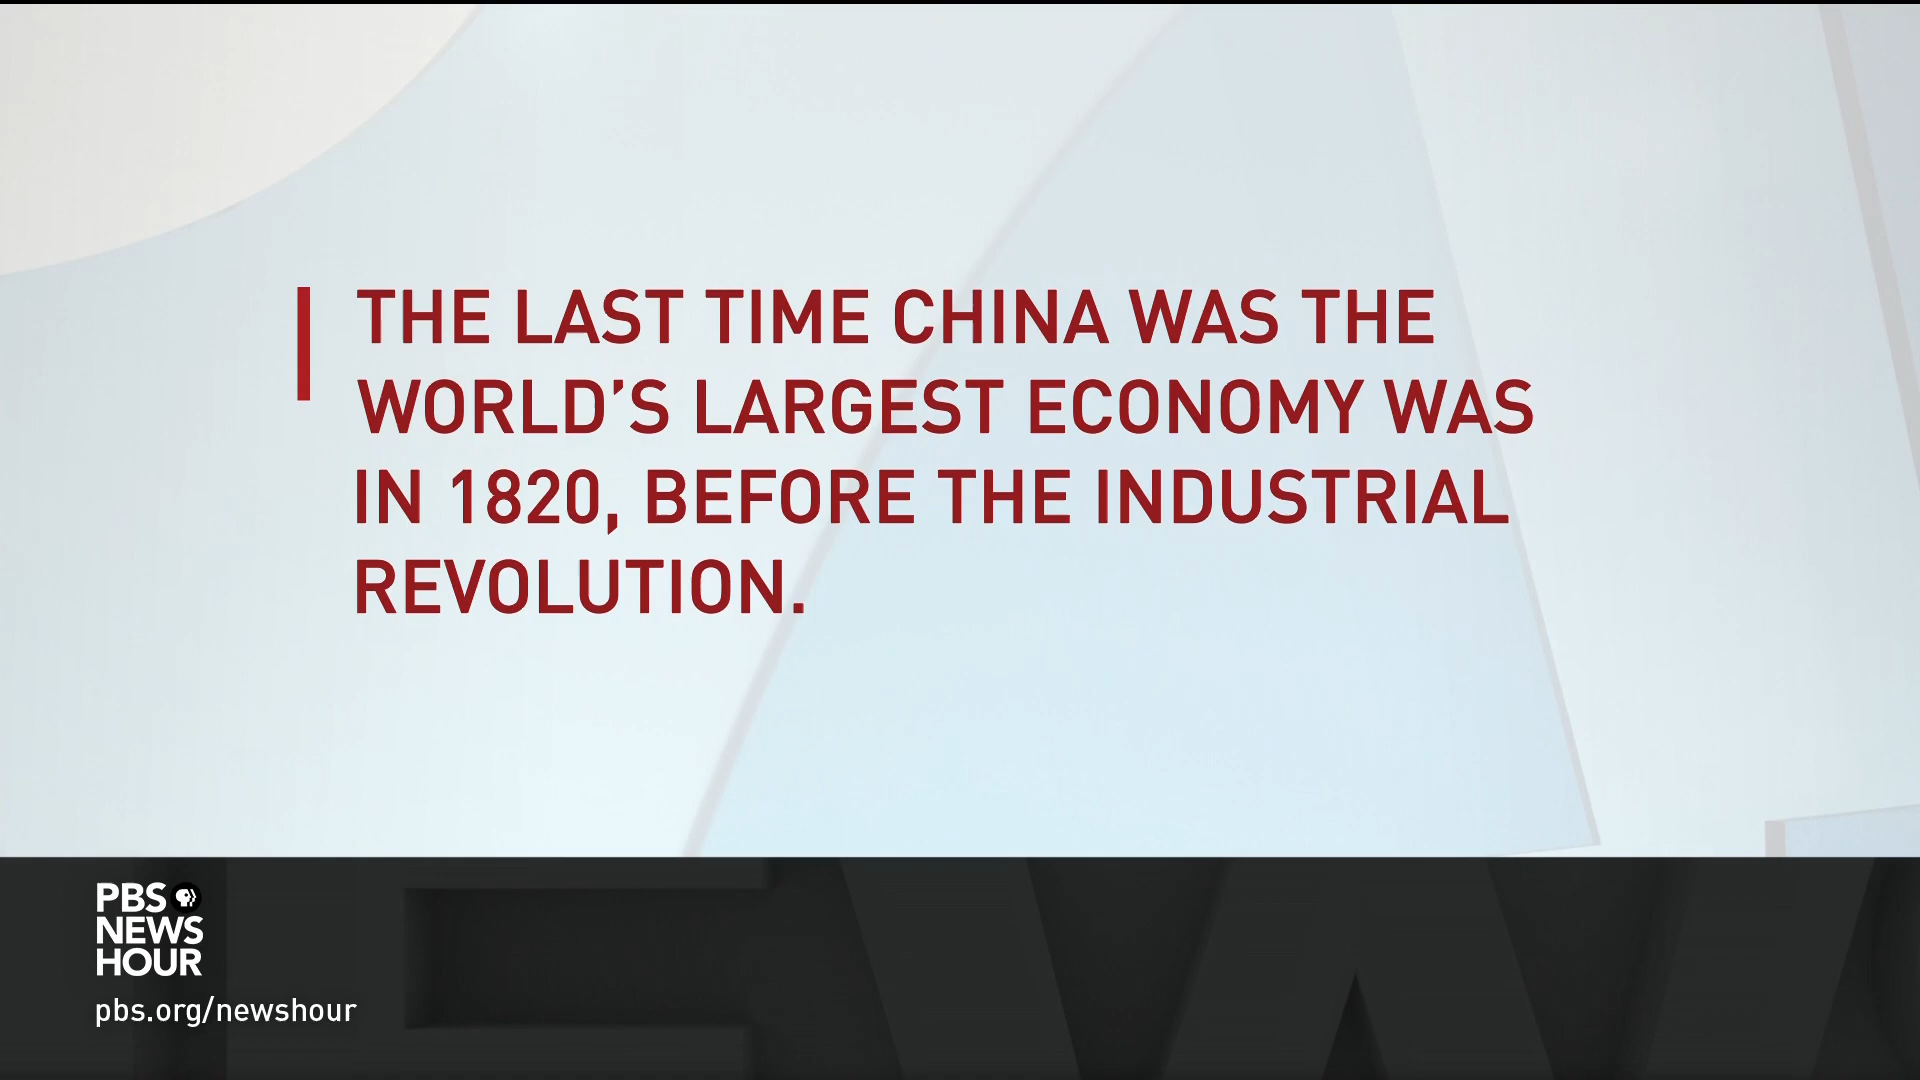 THE LAST TIME CHINA WAS THE
WORLD’S LARGEST ECONOMY WAS
IN 1820, BEFORE THE INDUSTRIAL
REVOLUTION.
PBS
NEWS
HOUR
pbs.org/newshour